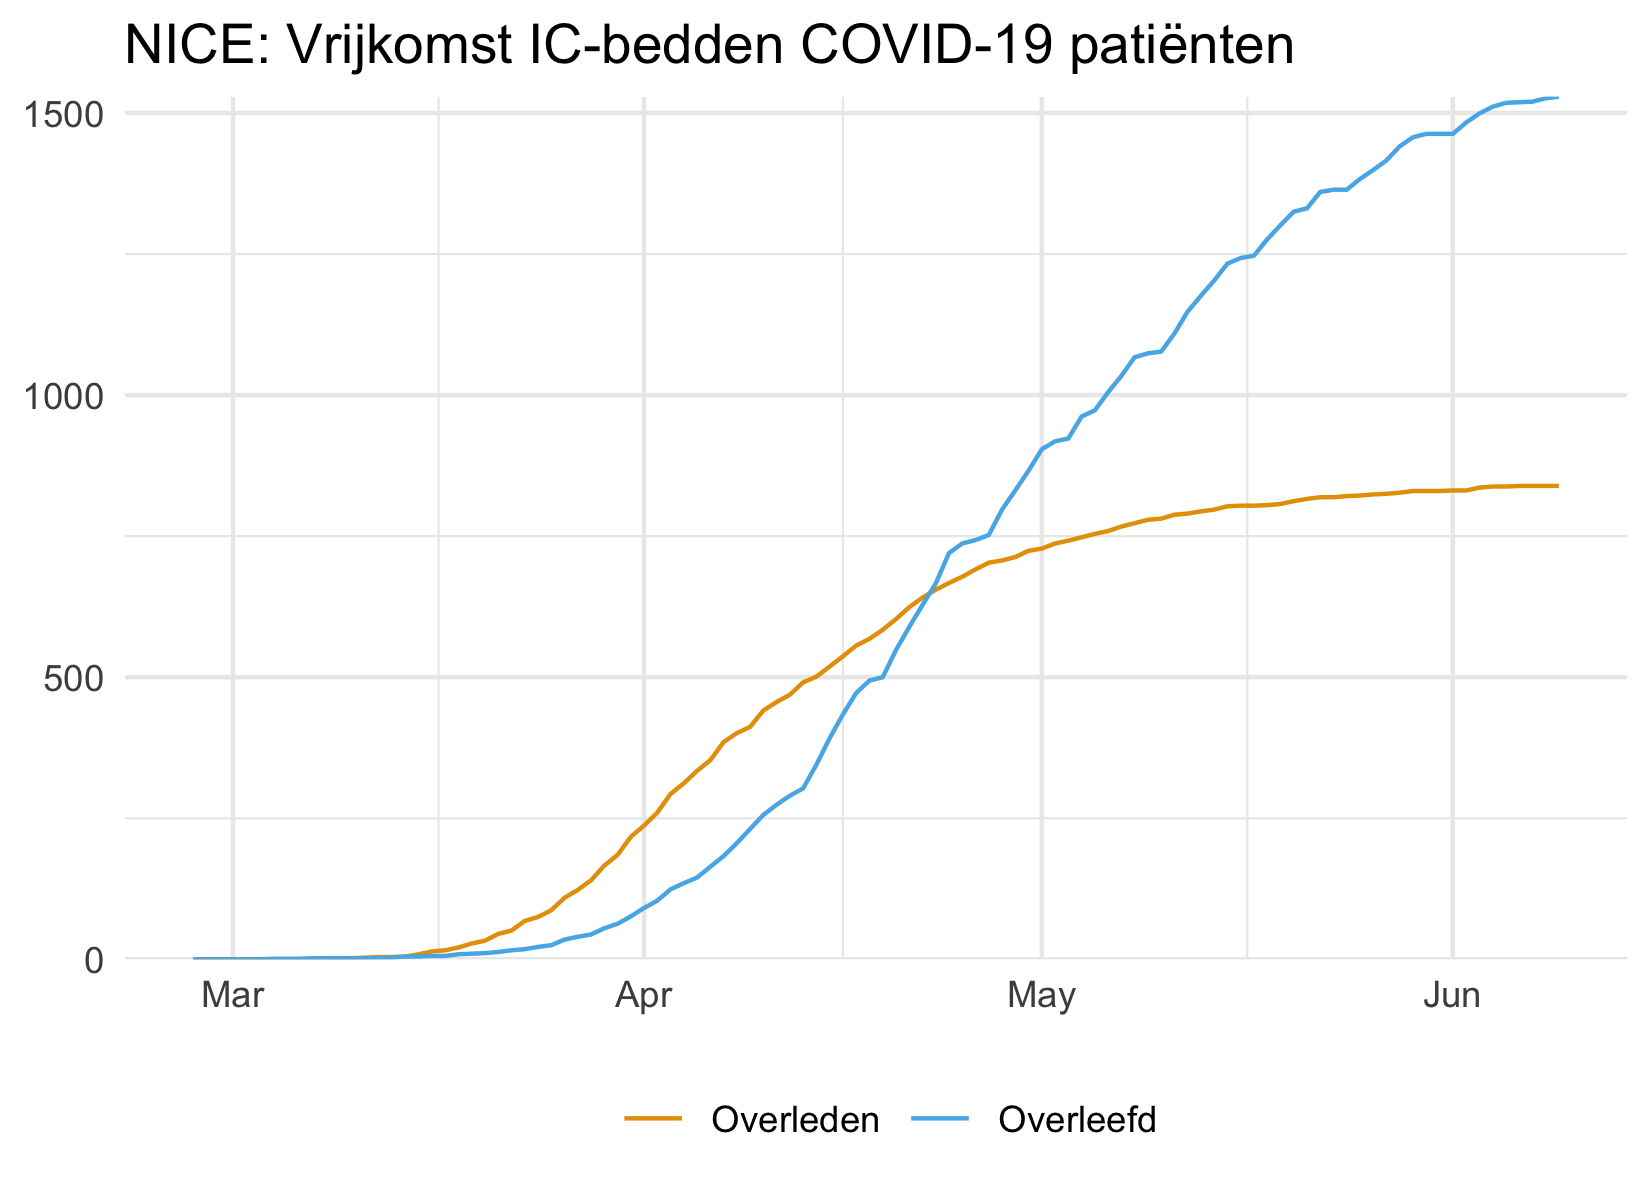 NICE: Vrijkomst IC-bedden COVID-19 patiënten
1500
1000
500
0
Mar Apr May Jun
Overleden Overleefd